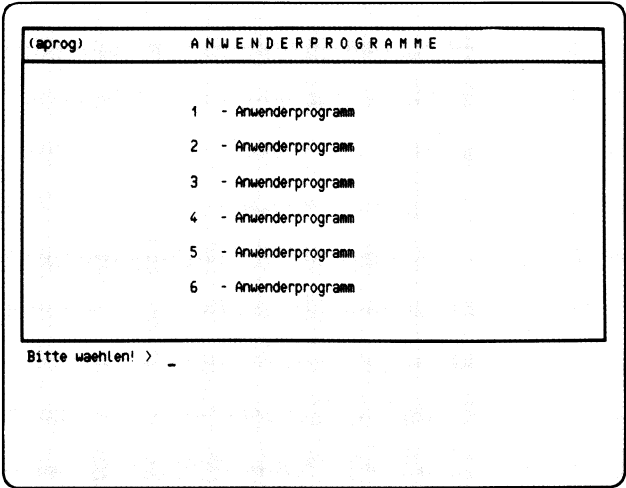 (aprog) A N W E N D E R P R O G R A M M E
1 - Anwenderprogramm
2 - Anwenderprogramm
3 - Anwenderprogramm
4 - Anwenderprogramm
5 - Anwenderprogramm
6 - Anwenderprogramm
Bitte waehlen! > _